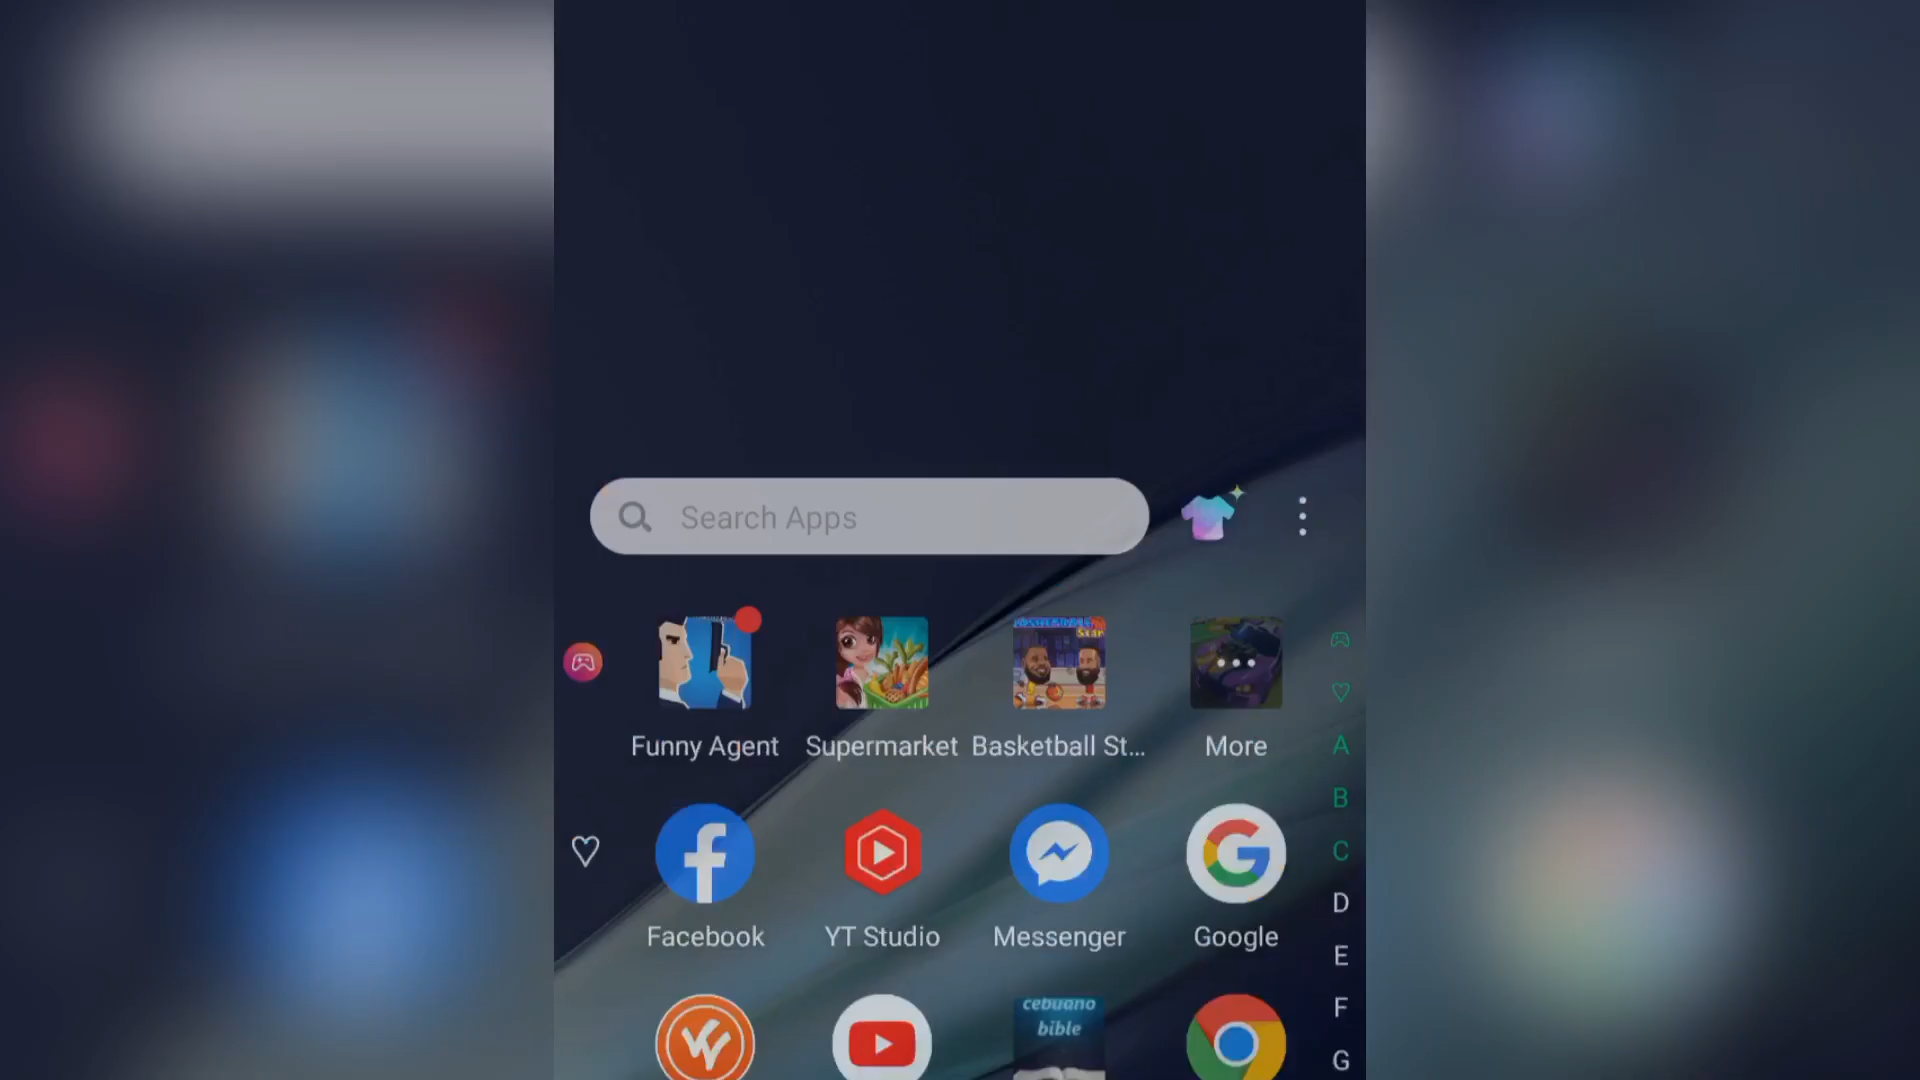 Search Apps
Funny Agent
Supermarket
Basketball St...
More
A
B
C
D
E
F
G
Facebook
YT Studio
Messenger
Google
cebuano
bible